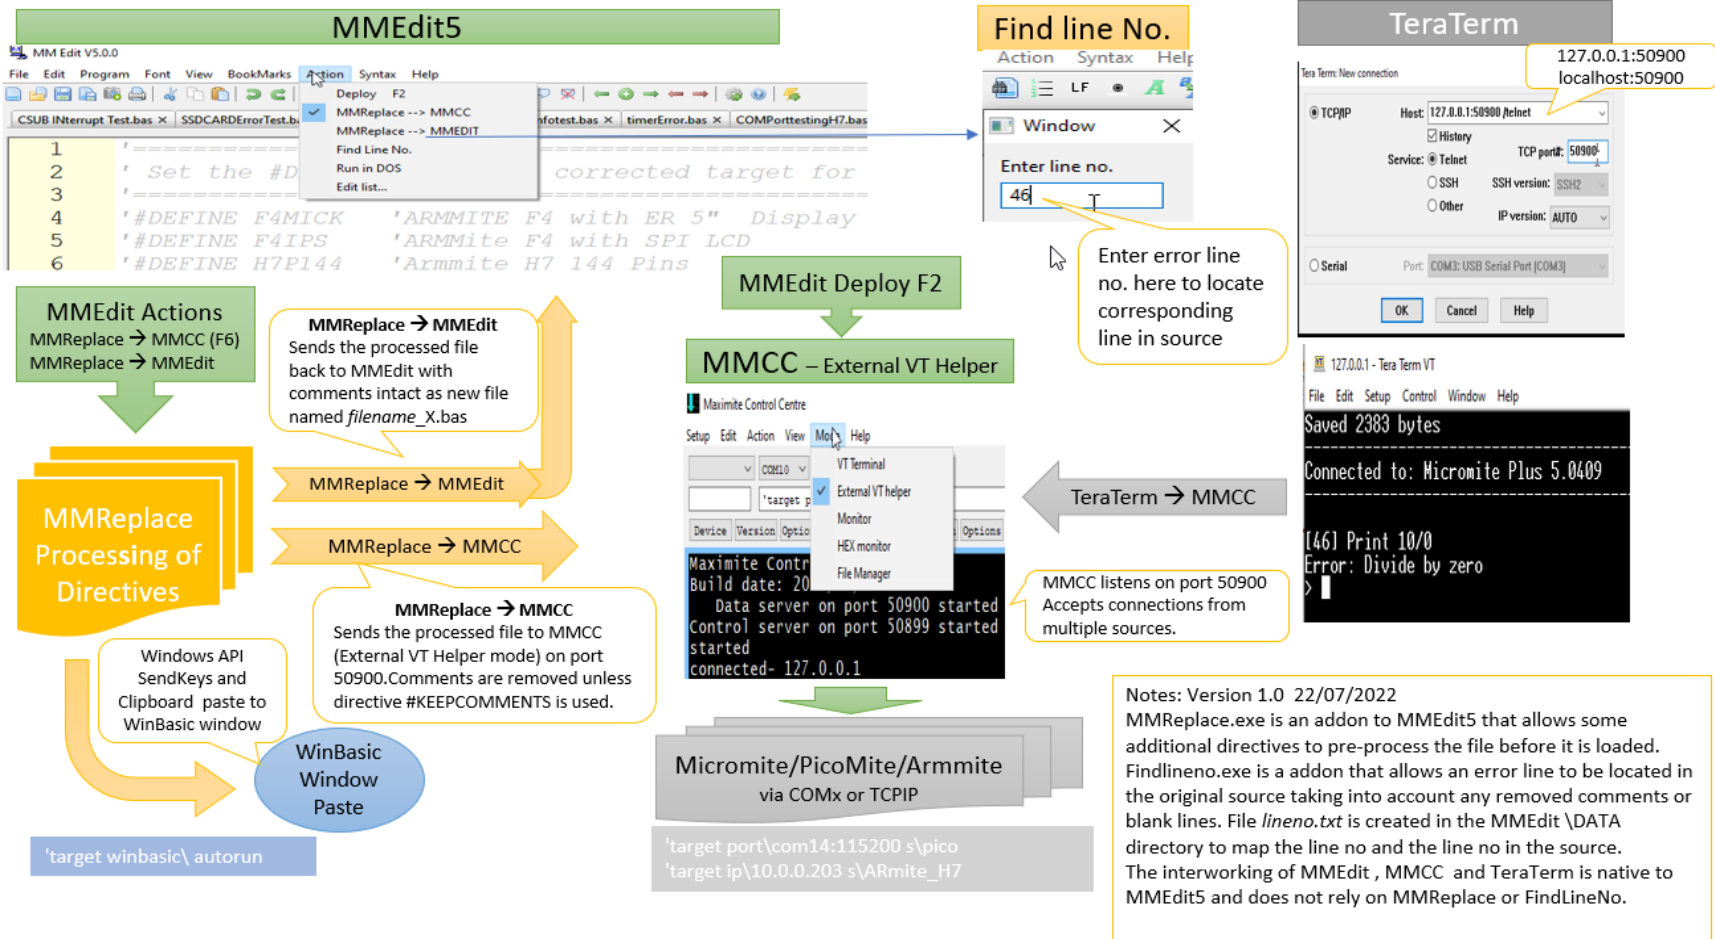 MMEdit5
MM Edit V5.0.0
File Edit Program Font View BookMarks Action Syntax Help
Deploy F2
MMReplace --> MMCC
MMReplace --> MMEDIT
Find Line No.
Run in DOS
Edit list...
CSUB INterrupt Test.bas × SSDCARDErrorTest.b
nfotest.bas × timerError.bas × COMPorttestingH7.bas
1 '=
2 ' Set the #D corrected target for
3 '=
4 '#DEFINE F4MICK 'ARMMITE F4 with ER 5" Display
5 '#DEFINE F4IPS 'ARMMite F4 with SPI LCD
6 '#DEFINE H7P144 'Armmite H7 144 Pins
Find line No.
Action Syntax Help
LF
Window
Enter line no.
46
Enter error line
no. here to locate
corresponding
line in source
TeraTerm
127.0.0.1:50900
localhost:50900
Tera Term: New connection
TCP/IP
Host: 127.0.0.1:50900 /telnet
History
Service: Telnet
TCP port#: 50900
SSH
SSH version: SSH2
Other
IP version: AUTO
Serial
Port: COM3: USB Serial Port (COM3)
OK Cancel Help
MMEdit Actions
MMReplace → MMCC (F6)
MMReplace → MMEdit
MMReplace → MMEdit
Sends the processed file
back to MMEdit with
comments intact as new file
named filename_X.bas
MMReplace → MMEdit
MMReplace → MMCC
MMReplace
Processing of
Directives
MMReplace → MMCC
Sends the processed file to MMCC
(External VT Helper mode) on port
50900.Comments are removed unless
directive #KEEPCOMMENTS is used.
Windows API
SendKeys and
Clipboard paste to
WinBasic window
WinBasic
Window
Paste
'target winbasic\ autorun
MMEdit Deploy F2
MMCC – External VT Helper
Maximite Control Centre
Setup Edit Action View Mode Help
COM10
'target p
VT Terminal
External VT helper
Monitor
HEX monitor
File Manager
Device Version Optio Options
Maximite Contr
Build date: 20
Data server on port 50900 started
Control server on port 50899 started
started
connected- 127.0.0.1
TeraTerm → MMCC
MMCC listens on port 50900
Accepts connections from
multiple sources.
127.0.0.1 - Tera Term VT
File Edit Setup Control Window Help
Saved 2383 bytes
Connected to: Micromite Plus 5.0409
[46] Print 10/0
Error: Divide by zero
>
Micromite/PicoMite/Armmite
via COMx or TCPIP
'target port\com14:115200 s\pico
'target ip\10.0.0.203 s\ARmite_H7
Notes: Version 1.0 22/07/2022
MMReplace.exe is an addon to MMEdit5 that allows some
additional directives to pre-process the file before it is loaded.
Findlineno.exe is a addon that allows an error line to be located in
the original source taking into account any removed comments or
blank lines. File lineno.txt is created in the MMEdit \DATA
directory to map the line no and the line no in the source.
The interworking of MMEdit , MMCC and TeraTerm is native to
MMEdit5 and does not rely on MMReplace or FindLineNo.